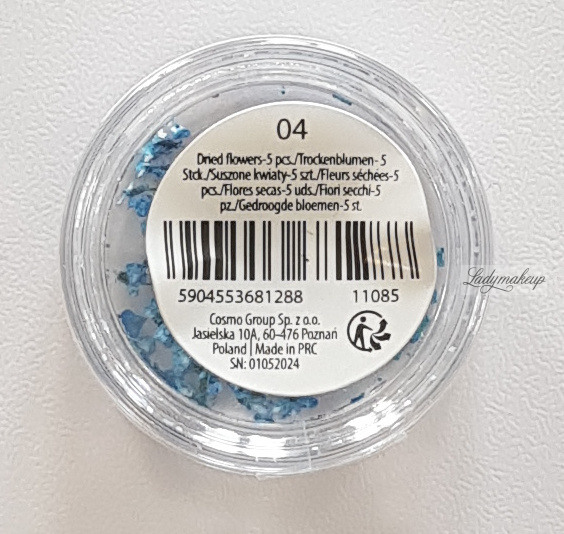 04
Dried flowers-5 pcs./Trockenblumen- 5
Stck./Suszone kwiaty-5 szt./Fleurs séchées-5
pcs./Flores secas-5 uds./Fiori secchi-5
pz./Gedroogde bloemen-5 st.
5904553681288 11085
Cosmo Group Sp. z o.o.
Jasielska 10A, 60-476 Poznań
Poland | Made in PRC
SN: 01052024
Ladymakeup